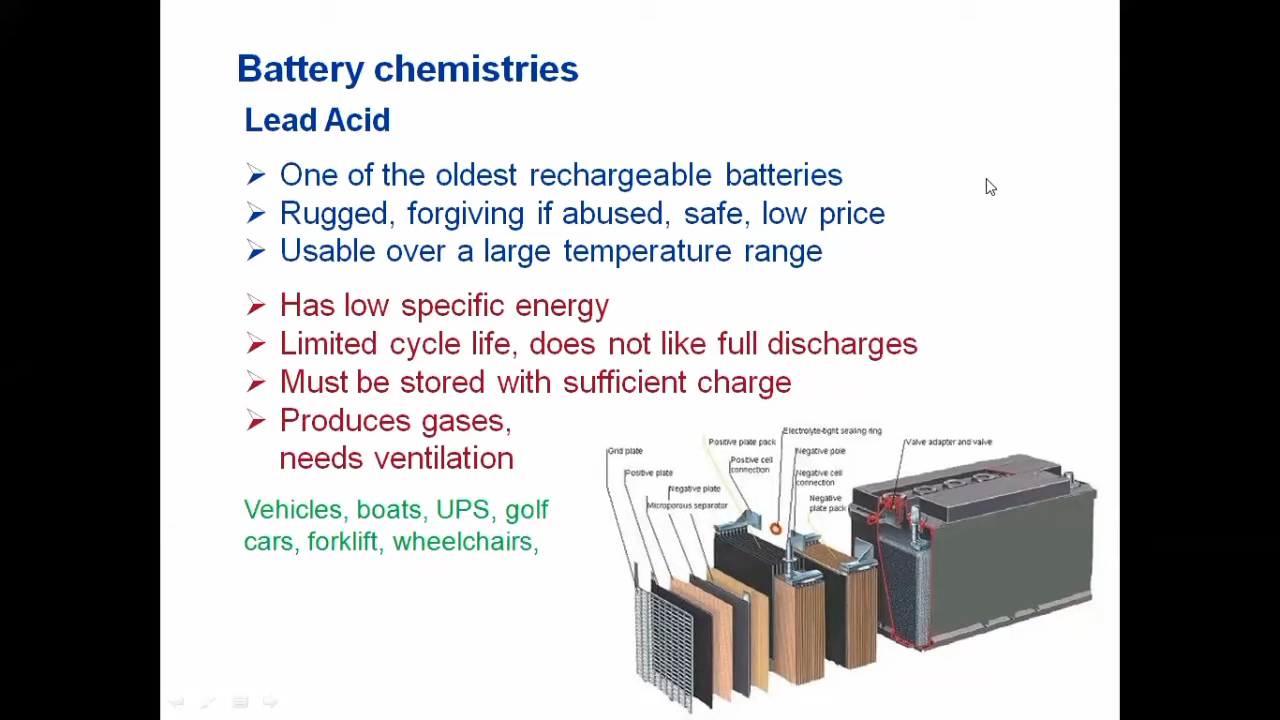 Battery chemistries
Lead Acid
One of the oldest rechargeable batteries
Rugged, forgiving if abused, safe, low price
Usable over a large temperature range
Has low specific energy
Limited cycle life, does not like full discharges
Must be stored with sufficient charge
Produces gases,
needs ventilation
Vehicles, boats, UPS, golf
cars, forklift, wheelchairs,
Grid plate
Positive plate
Negative plate
Microporous separator
Positive plate pack
Positive cell
connection
Electrolyte-tight sealing ring
Negative pole
Negative cell
connection
Negative
plate pack
Valve adapter and valve